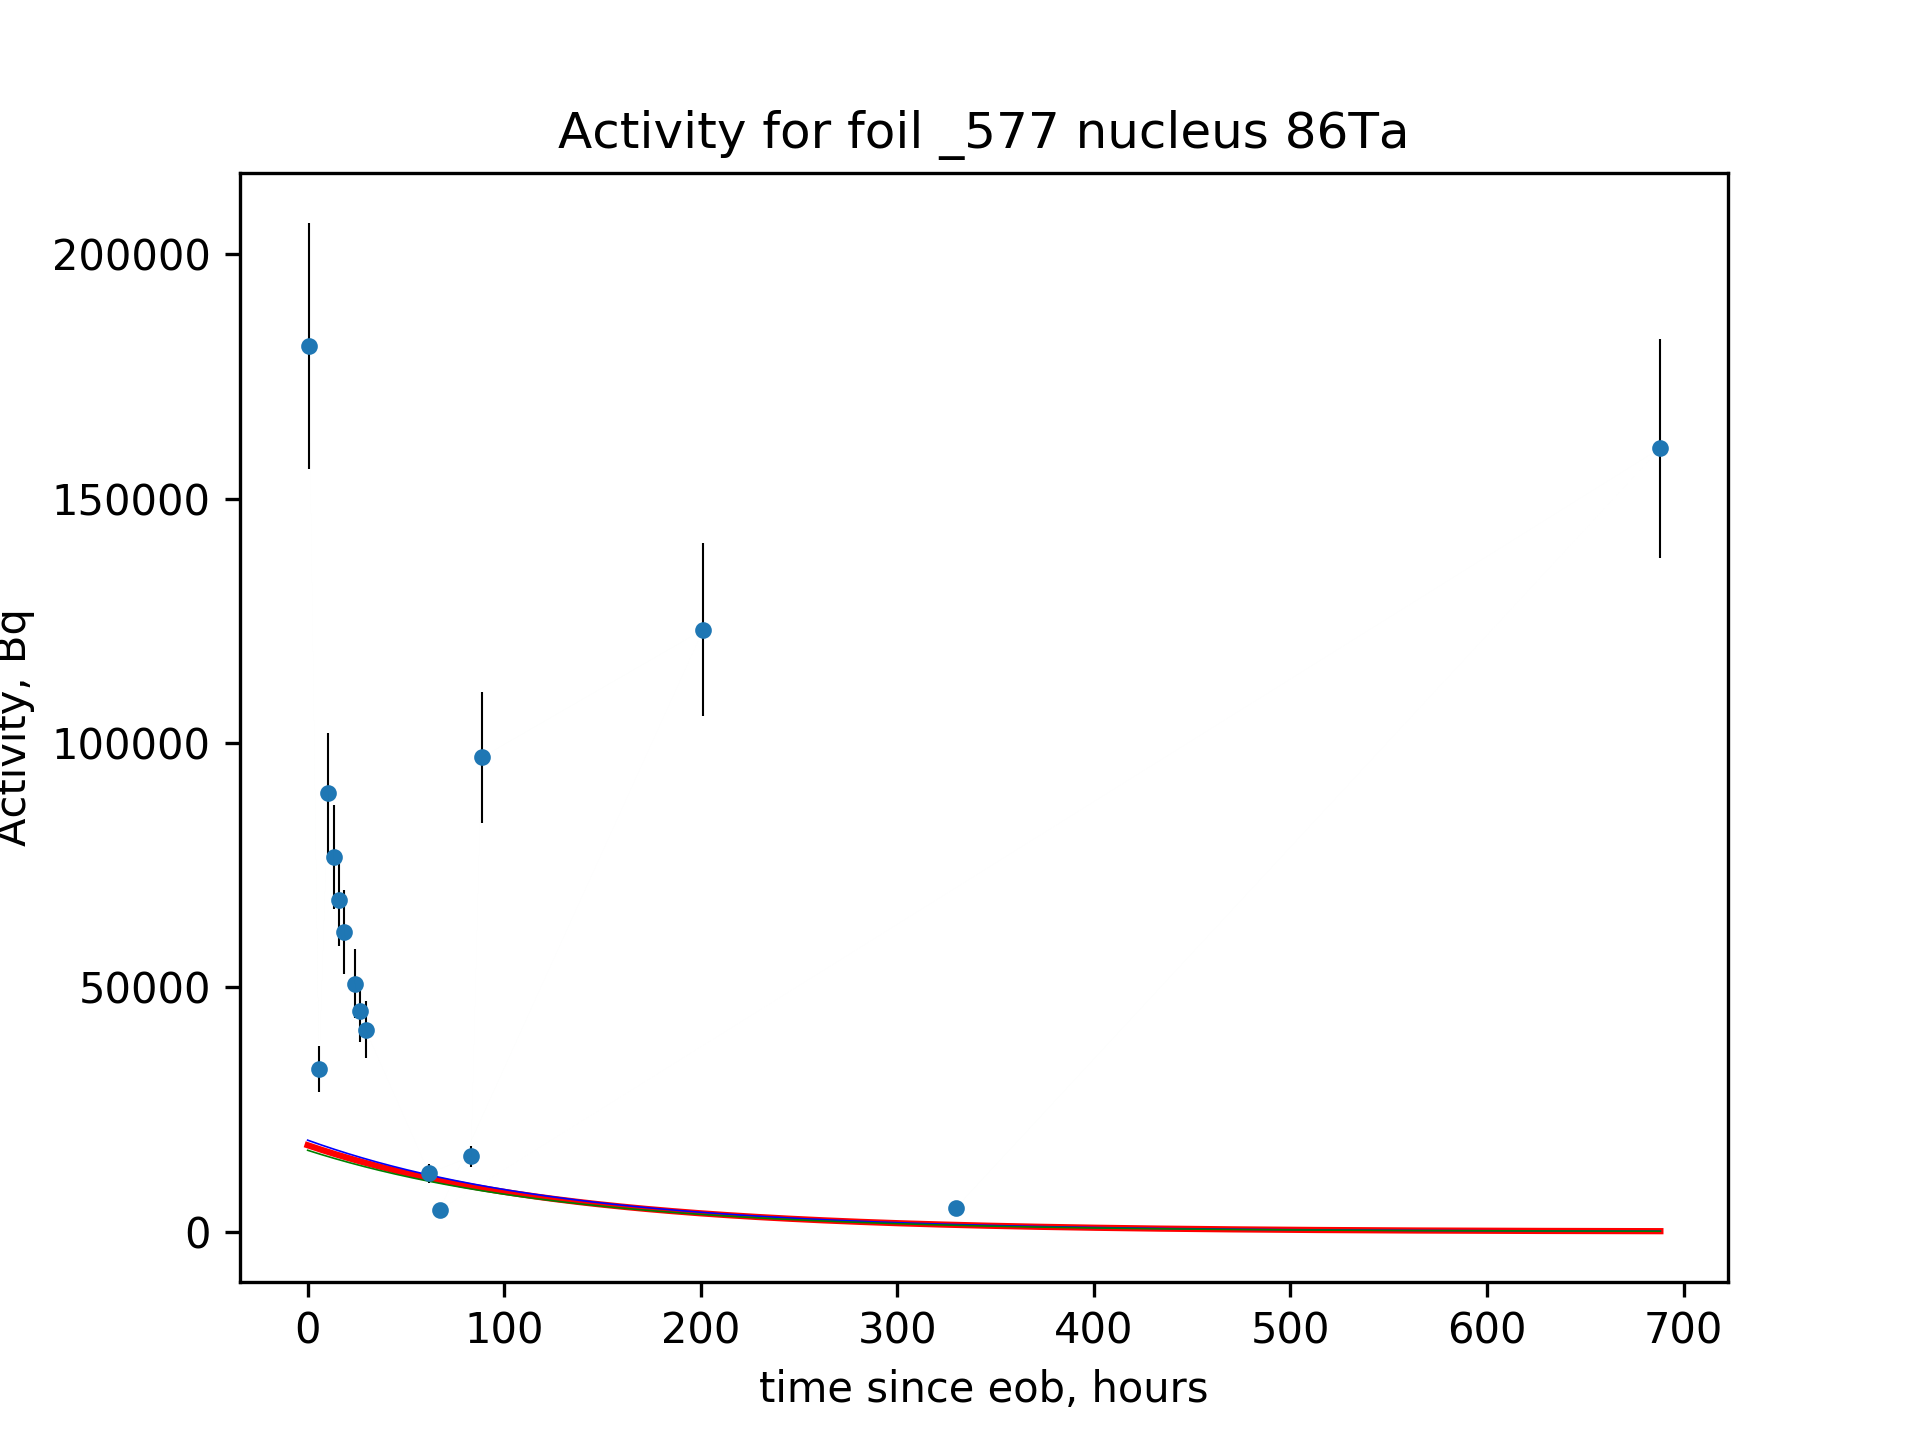 Activity for foil _577 nucleus 86Ta
Activity, Bq
200000
150000
100000
50000
0
0 100 200 300 400 500 600 700
time since eob, hours